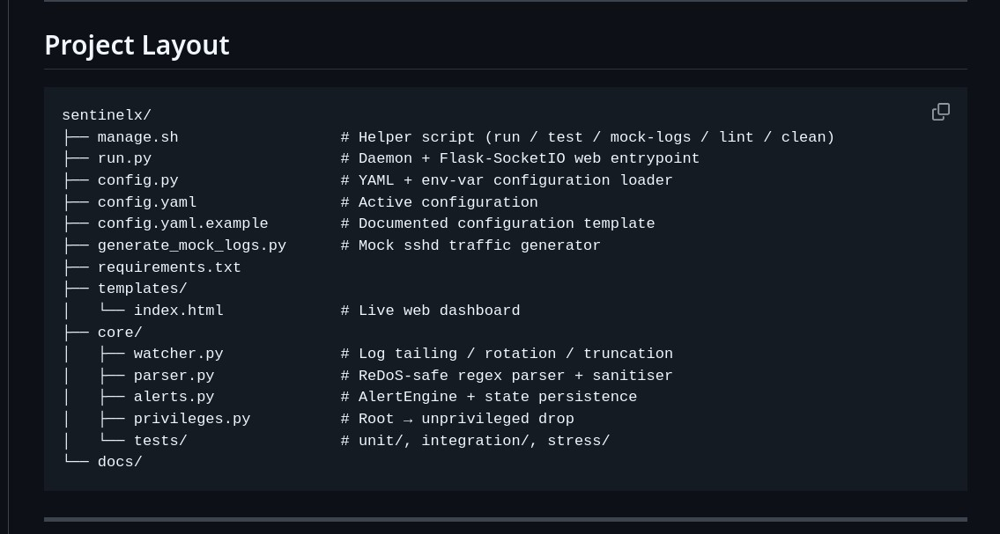 Project Layout
sentinelx/
├── manage.sh                  # Helper script (run / test / mock-logs / lint / clean)
├── run.py                     # Daemon + Flask-SocketIO web entrypoint
├── config.py                  # YAML + env-var configuration loader
├── config.yaml                # Active configuration
├── config.yaml.example        # Documented configuration template
├── generate_mock_logs.py      # Mock sshd traffic generator
├── requirements.txt
├── templates/
│   └── index.html             # Live web dashboard
├── core/
│   ├── watcher.py             # Log tailing / rotation / truncation
│   ├── parser.py              # ReDoS-safe regex parser + sanitiser
│   ├── alerts.py              # AlertEngine + state persistence
│   ├── privileges.py          # Root → unprivileged drop
│   └── tests/                 # unit/, integration/, stress/
└── docs/